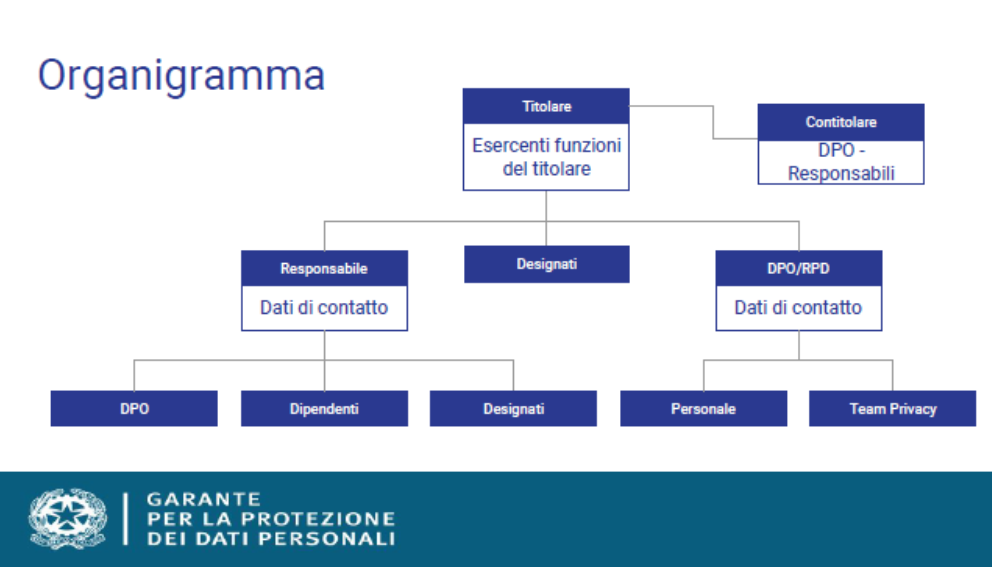 Organigramma
Titolare
Esercenti funzioni
del titolare
Contitolare
DPO -
Responsabili
Responsabile
Dati di contatto
Designati
DPO/RPD
Dati di contatto
DPO
Dipendenti
Designati
Personale
Team Privacy
GARANTE
PER LA PROTEZIONE
DEI DATI PERSONALI